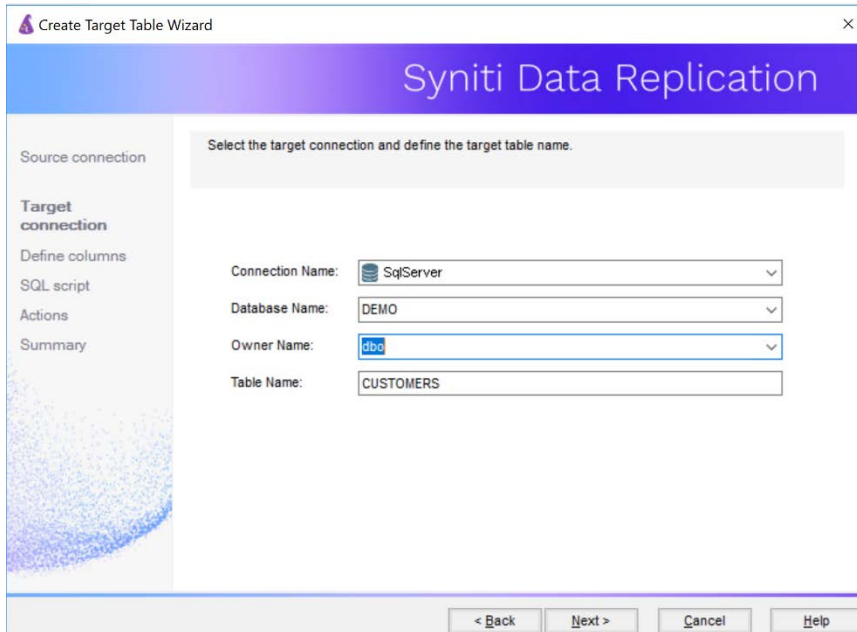 Create Target Table Wizard
Syniti Data Replication
Source connection
Target
connection
Define columns
SQL script
Actions
Summary
Select the target connection and define the target table name.
Connection Name: SqlServer
Database Name: DEMO
Owner Name: dbo
Table Name: CUSTOMERS
< Back Next > Cancel Help